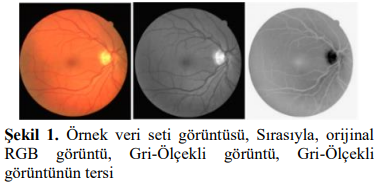 Şekil 1. Örnek veri seti görüntüsü, Sırasıyla, orijinal
RGB görüntü, Gri-Ölçekli görüntü, Gri-Ölçekli
görüntünün tersi